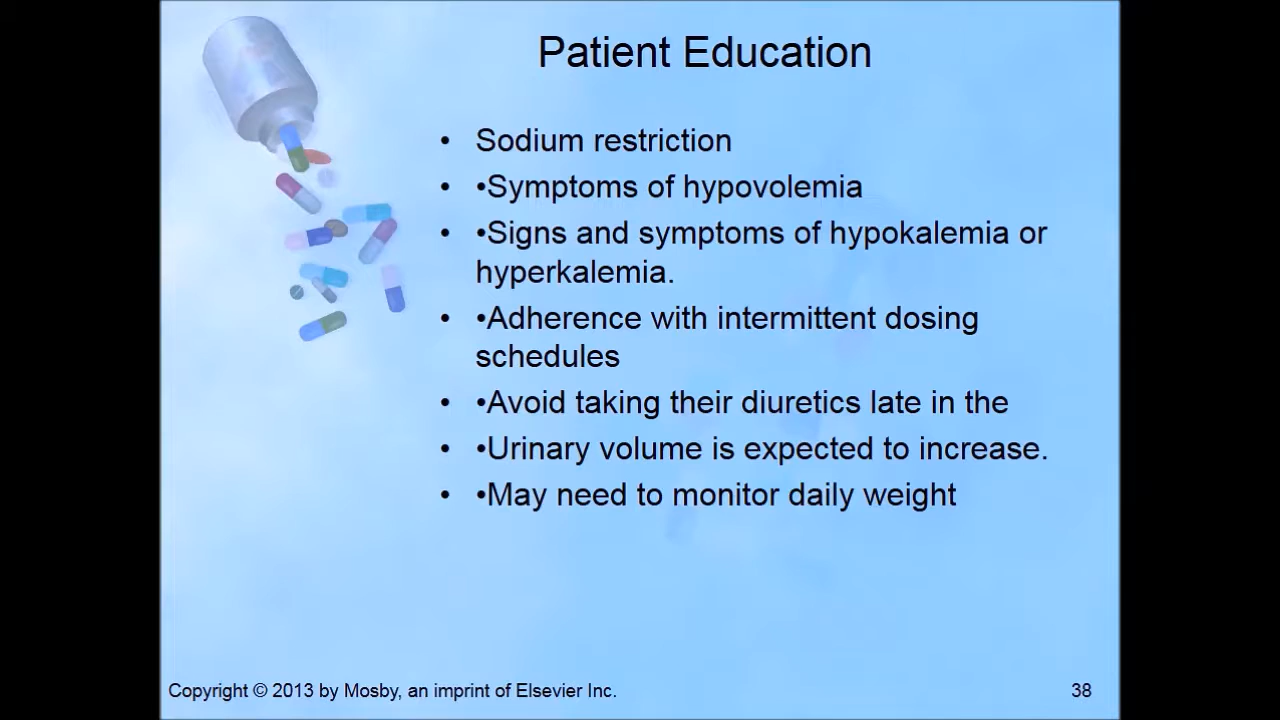 Patient Education
• Sodium restriction
• •Symptoms of hypovolemia
• •Signs and symptoms of hypokalemia or
hyperkalemia.
• •Adherence with intermittent dosing
schedules
• •Avoid taking their diuretics late in the
• •Urinary volume is expected to increase.
• •May need to monitor daily weight
Copyright © 2013 by Mosby, an imprint of Elsevier Inc.
38